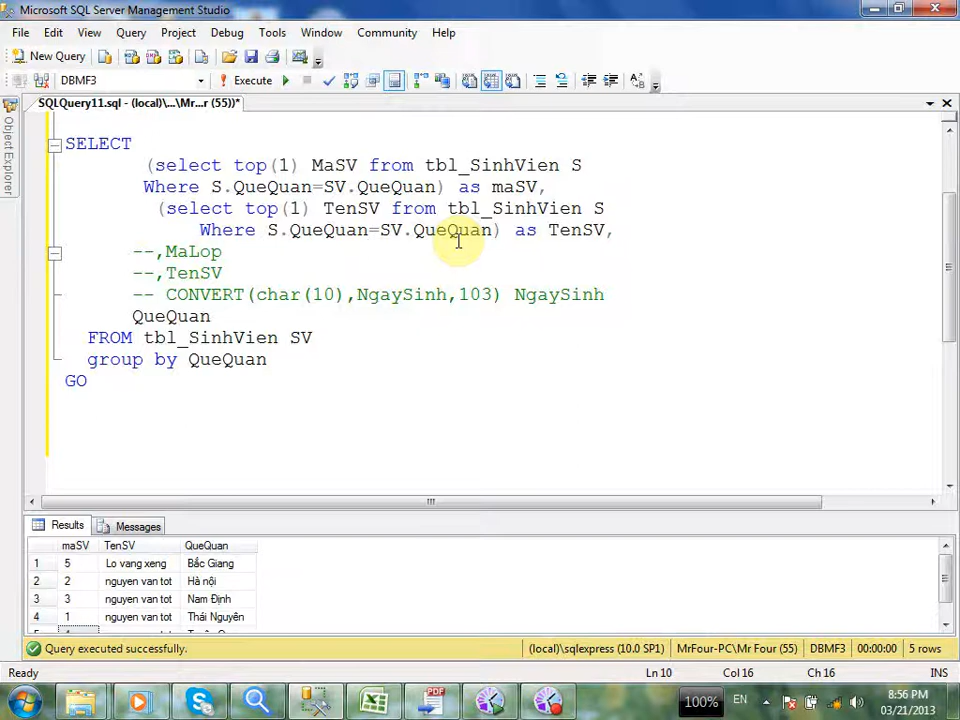 Microsoft SQL Server Management Studio
File Edit View Query Project Debug Tools Window Community Help
New Query
DBMF3 Execute
SQLQuery11.sql - (local)\...\Mr...r (55))*
Object Explorer
SELECT
(select top(1) MaSV from tbl_SinhVien S
Where S.QueQuan=SV.QueQuan) as maSV,
(select top(1) TenSV from tbl_SinhVien S
Where S.QueQuan=SV.QueQuan) as TenSV,
--,MaLop
--,TenSV
-- CONVERT(char(10),NgaySinh,103) NgaySinh
QueQuan
FROM tbl_SinhVien SV
group by QueQuan
GO
Results Messages
maSV TenSV QueQuan
1 5 Lo vang xeng Bắc Giang
2 2 nguyen van tot Hà nội
3 3 nguyen van tot Nam Định
4 1 nguyen van tot Thái Nguyên
Query executed successfully. (local)\sqlexpress (10.0 SP1) MrFour-PC\Mr Four (55) DBMF3 00:00:00 5 rows
Ready Ln 10 Col 16 Ch 16 INS
100% EN 8:56 PM
03/21/2013